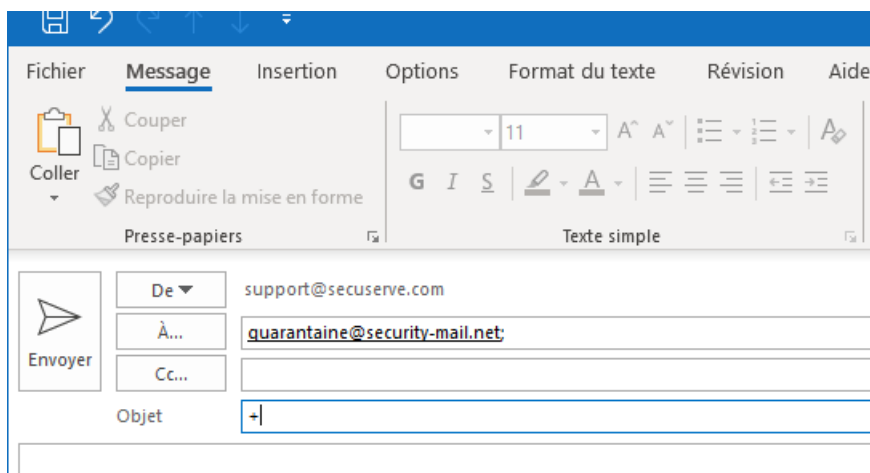 Fichier Message Insertion Options Format du texte Révision Aide
Couper
Copier
Coller
Reproduire la mise en forme
11 A^ Aˇ A
G I S A
Presse-papiers Texte simple
De support@secuserve.com
À... quarantaine@security-mail.net;
Envoyer
Cc...
Objet +